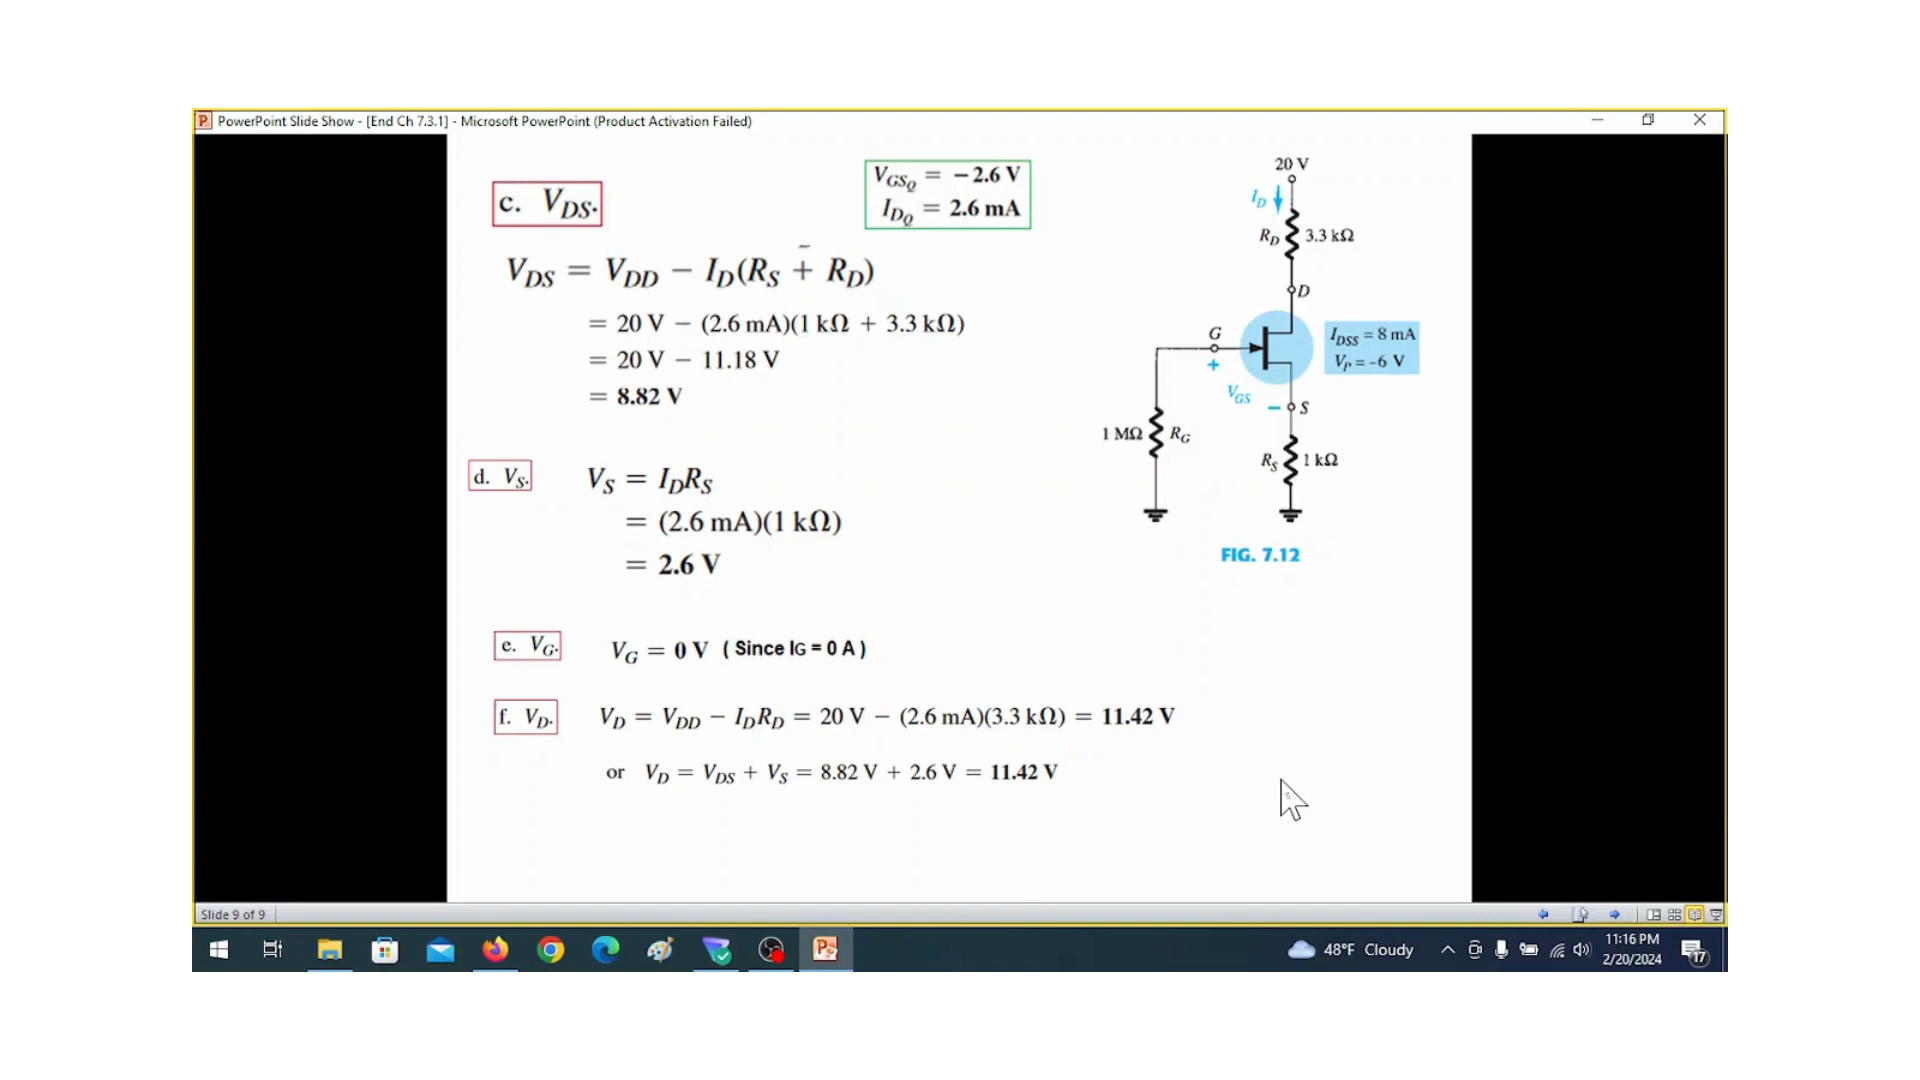 PowerPoint Slide Show - [End Ch 7.3.1] - Microsoft PowerPoint (Product Activation Failed)
c. V_DS.
V_GSQ = −2.6 V
I_DQ = 2.6 mA
V_DS = V_DD − I_D(R_S + R_D)
= 20 V − (2.6 mA)(1 kΩ + 3.3 kΩ)
= 20 V − 11.18 V
= 8.82 V
d. V_S.
V_S = I_D R_S
= (2.6 mA)(1 kΩ)
= 2.6 V
e. V_G.
V_G = 0 V ( Since IG = 0 A )
f. V_D.
V_D = V_DD − I_D R_D = 20 V − (2.6 mA)(3.3 kΩ) = 11.42 V
or V_D = V_DS + V_S = 8.82 V + 2.6 V = 11.42 V
20 V
I_D
R_D 3.3 kΩ
D
G
I_DSS = 8 mA
V_P = -6 V
+
V_GS
− S
1 MΩ R_G
R_S 1 kΩ
FIG. 7.12
Slide 9 of 9
48°F Cloudy
11:16 PM
2/20/2024
17